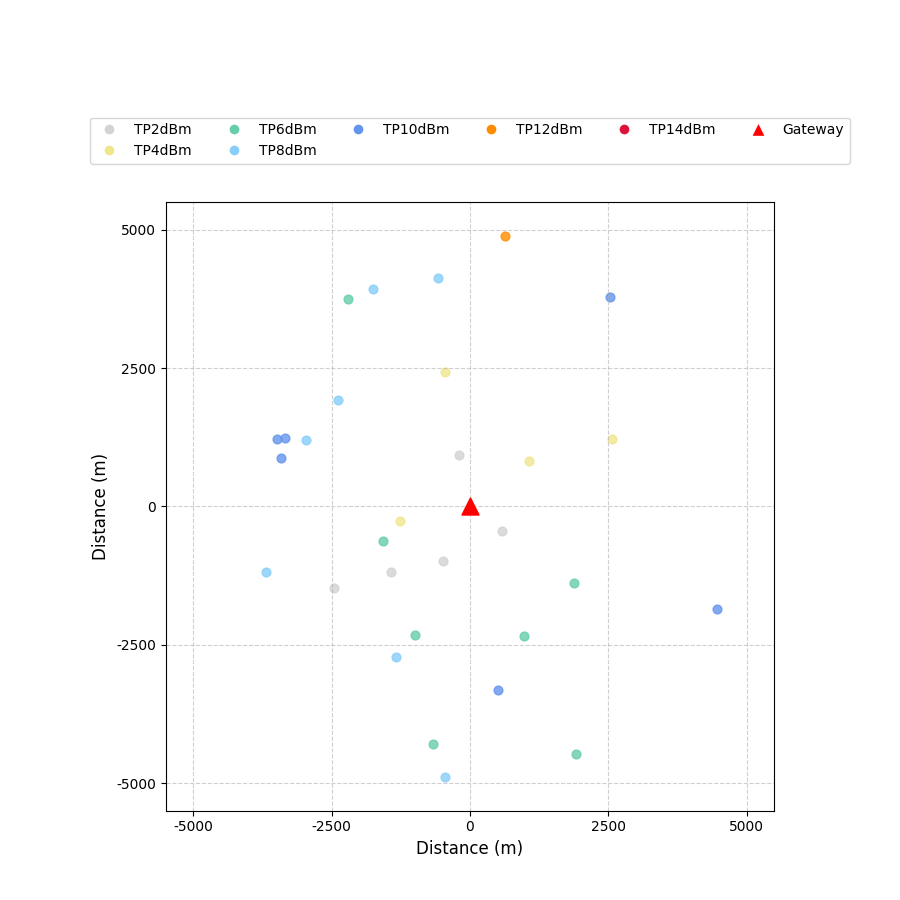 TP2dBm TP6dBm TP10dBm TP12dBm TP14dBm Gateway
TP4dBm TP8dBm
5000
2500
0
-2500
-5000
Distance (m)
-5000 -2500 0 2500 5000
Distance (m)